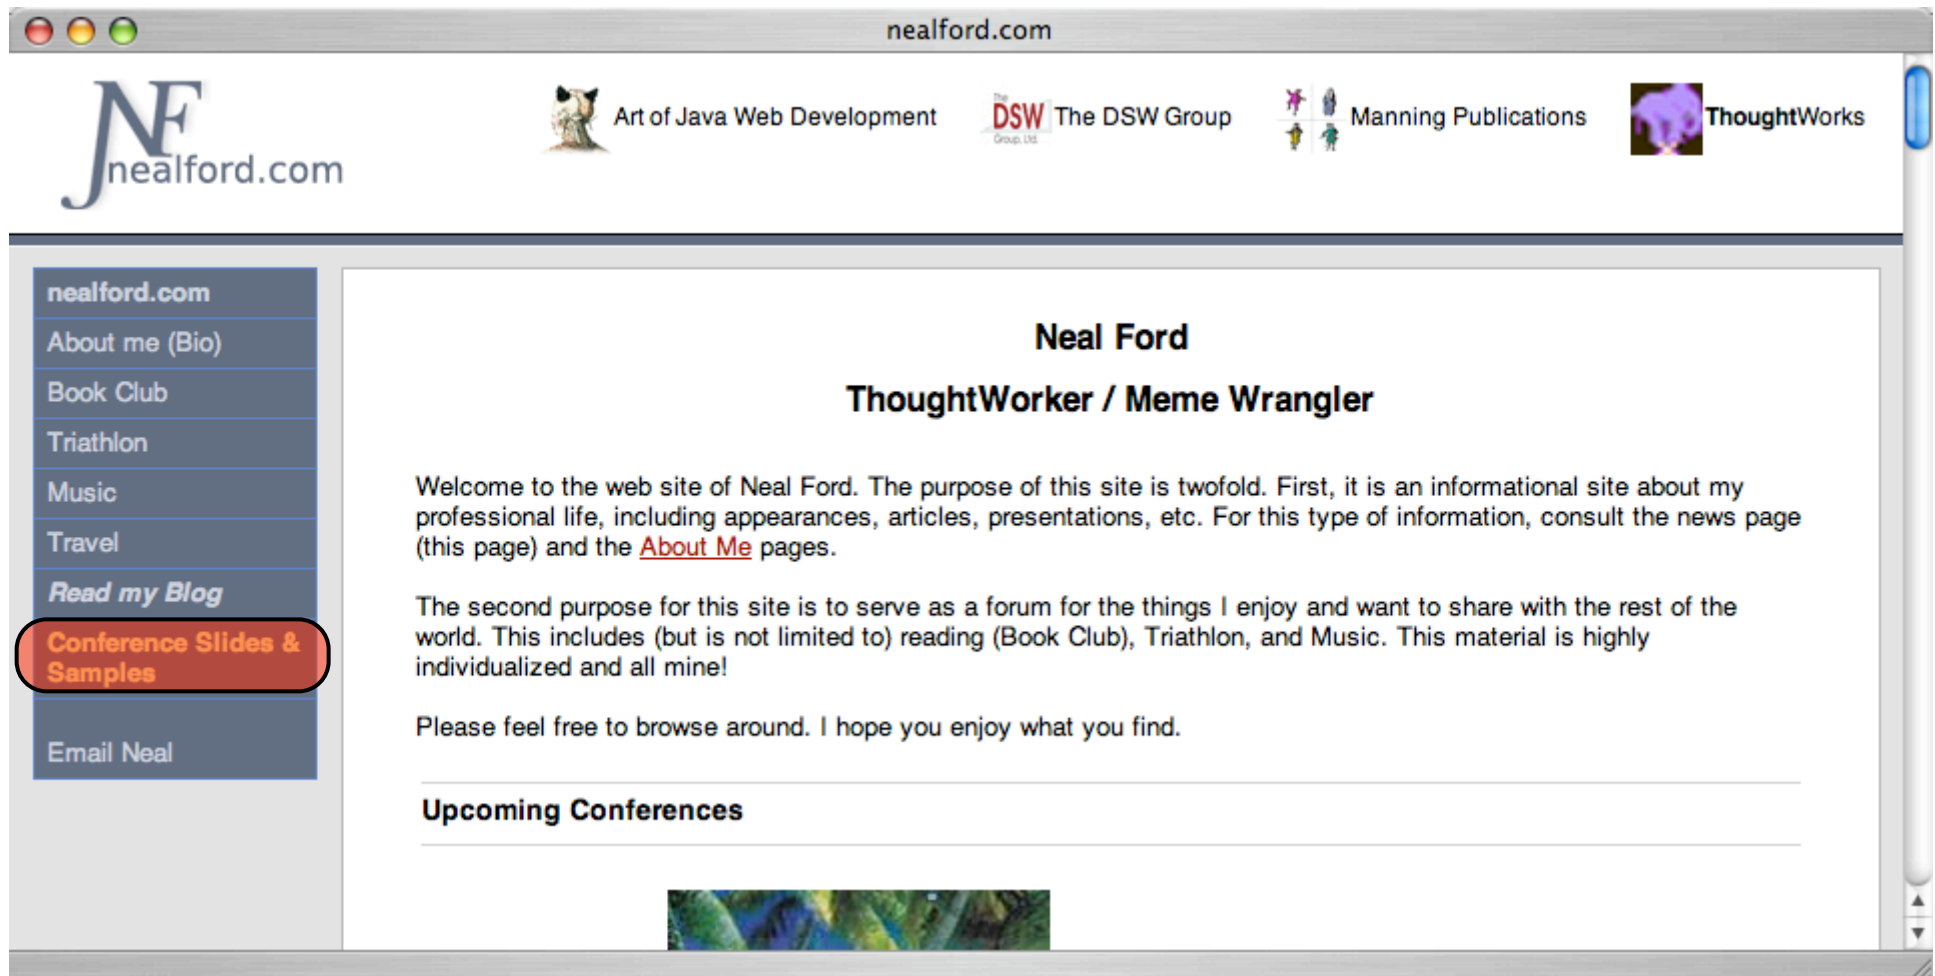 nealford.com
NF
nealford.com
Art of Java Web Development
The
DSW
Group, Ltd.
The DSW Group
Manning Publications
ThoughtWorks
nealford.com
About me (Bio)
Book Club
Triathlon
Music
Travel
Read my Blog
Conference Slides &
Samples
Email Neal
Neal Ford
ThoughtWorker / Meme Wrangler
Welcome to the web site of Neal Ford. The purpose of this site is twofold. First, it is an informational site about my
professional life, including appearances, articles, presentations, etc. For this type of information, consult the news page
(this page) and the About Me pages.
The second purpose for this site is to serve as a forum for the things I enjoy and want to share with the rest of the
world. This includes (but is not limited to) reading (Book Club), Triathlon, and Music. This material is highly
individualized and all mine!
Please feel free to browse around. I hope you enjoy what you find.
Upcoming Conferences